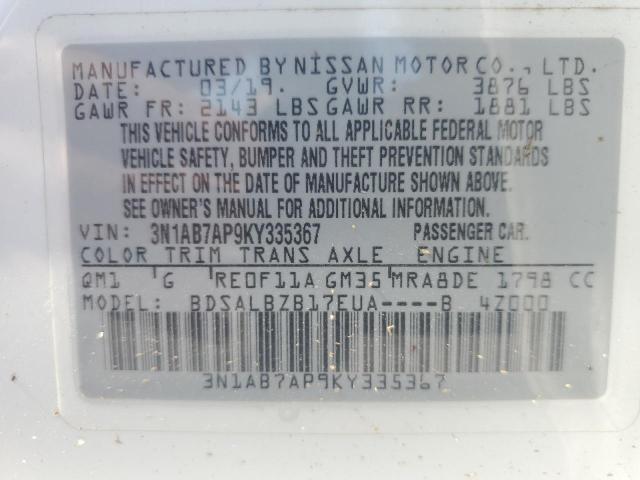 MANUFACTURED BY NISSAN MOTOR CO., LTD.
DATE: 03/19. GVWR: 3876 LBS
GAWR FR: 2143 LBS GAWR RR: 1881 LBS
THIS VEHICLE CONFORMS TO ALL APPLICABLE FEDERAL MOTOR
VEHICLE SAFETY, BUMPER AND THEFT PREVENTION STANDARDS
IN EFFECT ON THE DATE OF MANUFACTURE SHOWN ABOVE.
SEE OWNER'S MANUAL FOR ADDITIONAL INFORMATION.
VIN: 3N1AB7AP9KY335367 PASSENGER CAR.
COLOR TRIM TRANS AXLE ENGINE
QM1 G RE0F11A GM35 MRA8DE 1798 CC
MODEL: BDSALBZB17EUA----B 4Z000
3N1AB7AP9KY335367